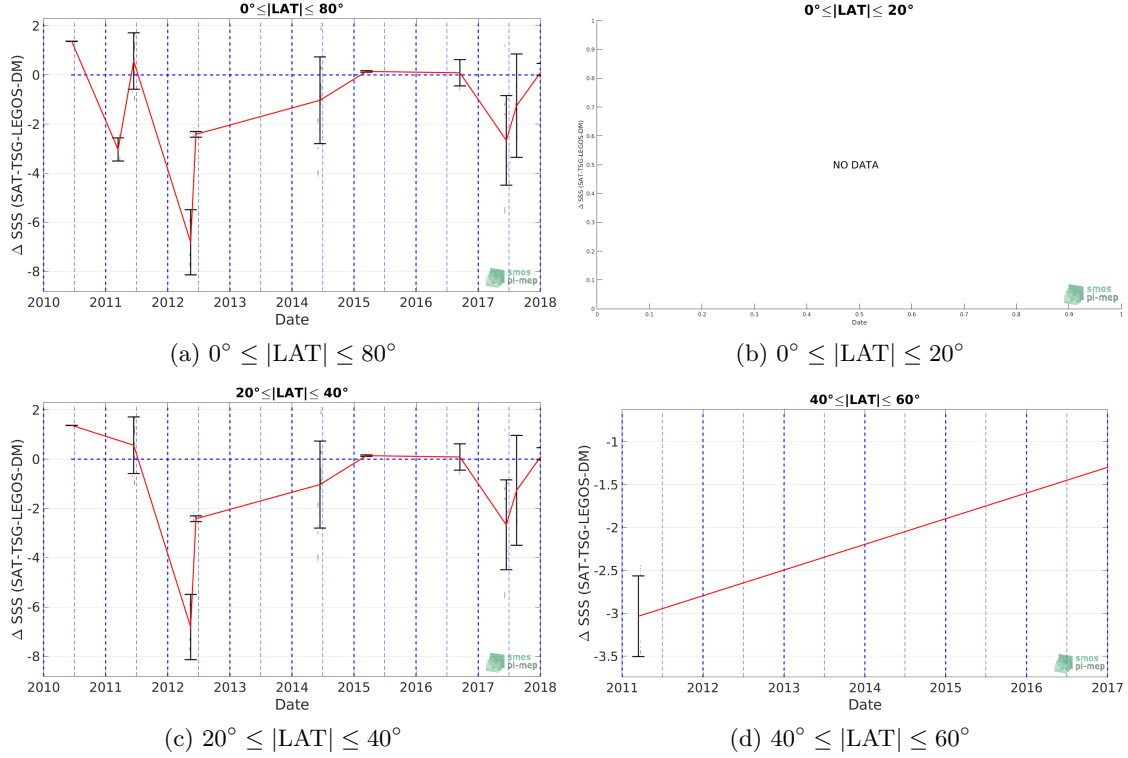 0°≤|LAT|≤ 80°
Δ SSS (SAT-TSG-LEGOS-DM)
2
0
-2
-4
-6
-8
2010 2011 2012 2013 2014 2015 2016 2017 2018
Date
smos
pi-mep
(a) 0° ≤ |LAT| ≤ 80°
0°≤|LAT|≤ 20°
Δ SSS (SAT-TSG-LEGOS-DM)
1
0.9
0.8
0.7
0.6
0.5
0.4
0.3
0.2
0.1
0
NO DATA
0 0.1 0.2 0.3 0.4 0.5 0.6 0.7 0.8 0.9 1
Date
smos
pi-mep
(b) 0° ≤ |LAT| ≤ 20°
20°≤|LAT|≤ 40°
Δ SSS (SAT-TSG-LEGOS-DM)
2
0
-2
-4
-6
-8
2010 2011 2012 2013 2014 2015 2016 2017 2018
Date
smos
pi-mep
(c) 20° ≤ |LAT| ≤ 40°
40°≤|LAT|≤ 60°
Δ SSS (SAT-TSG-LEGOS-DM)
-1
-1.5
-2
-2.5
-3
-3.5
2011 2012 2013 2014 2015 2016 2017
Date
smos
pi-mep
(d) 40° ≤ |LAT| ≤ 60°